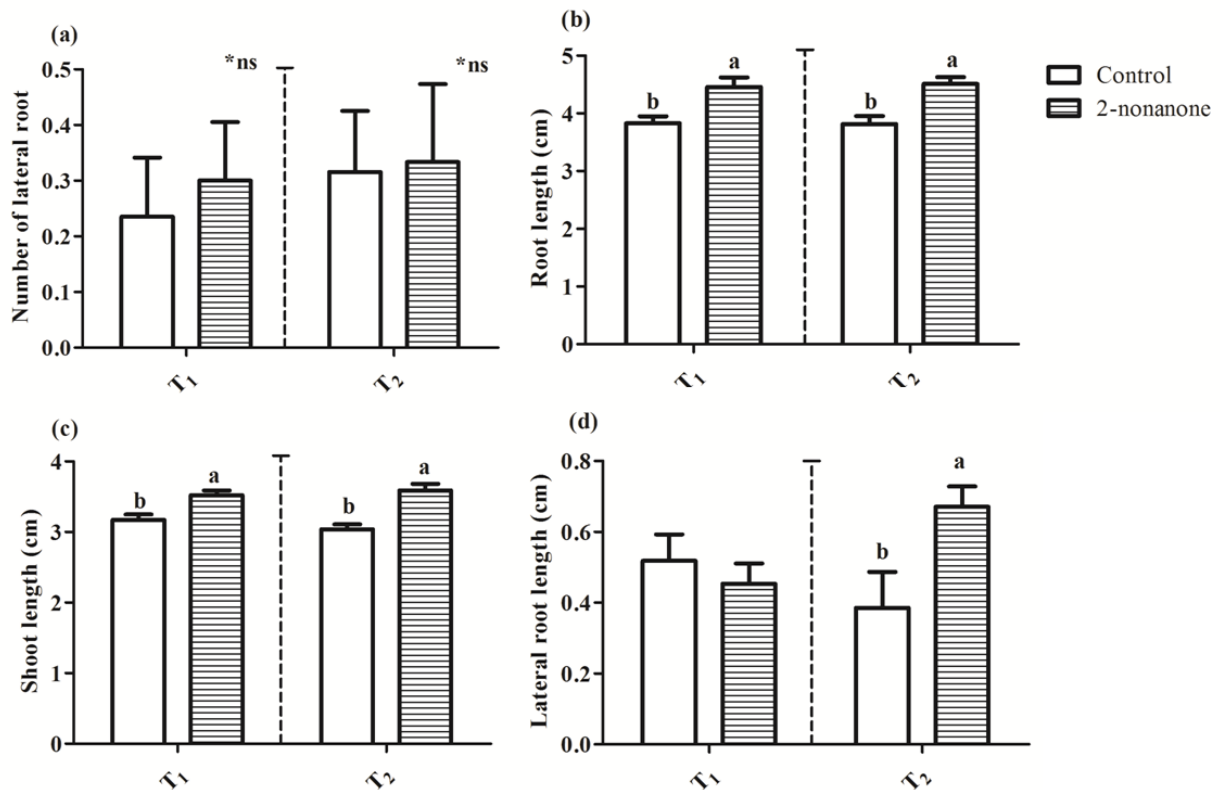 (a)
*ns
*ns
Number of lateral root
0.5
0.4
0.3
0.2
0.1
0.0
T1
T2
(b)
b
a
b
a
Root length (cm)
5
4
3
2
1
0
T1
T2
Control
2-nonanone
(c)
b
a
b
a
Shoot length (cm)
4
3
2
1
0
T1
T2
(d)
b
a
Lateral root length (cm)
0.8
0.6
0.4
0.2
0.0
T1
T2